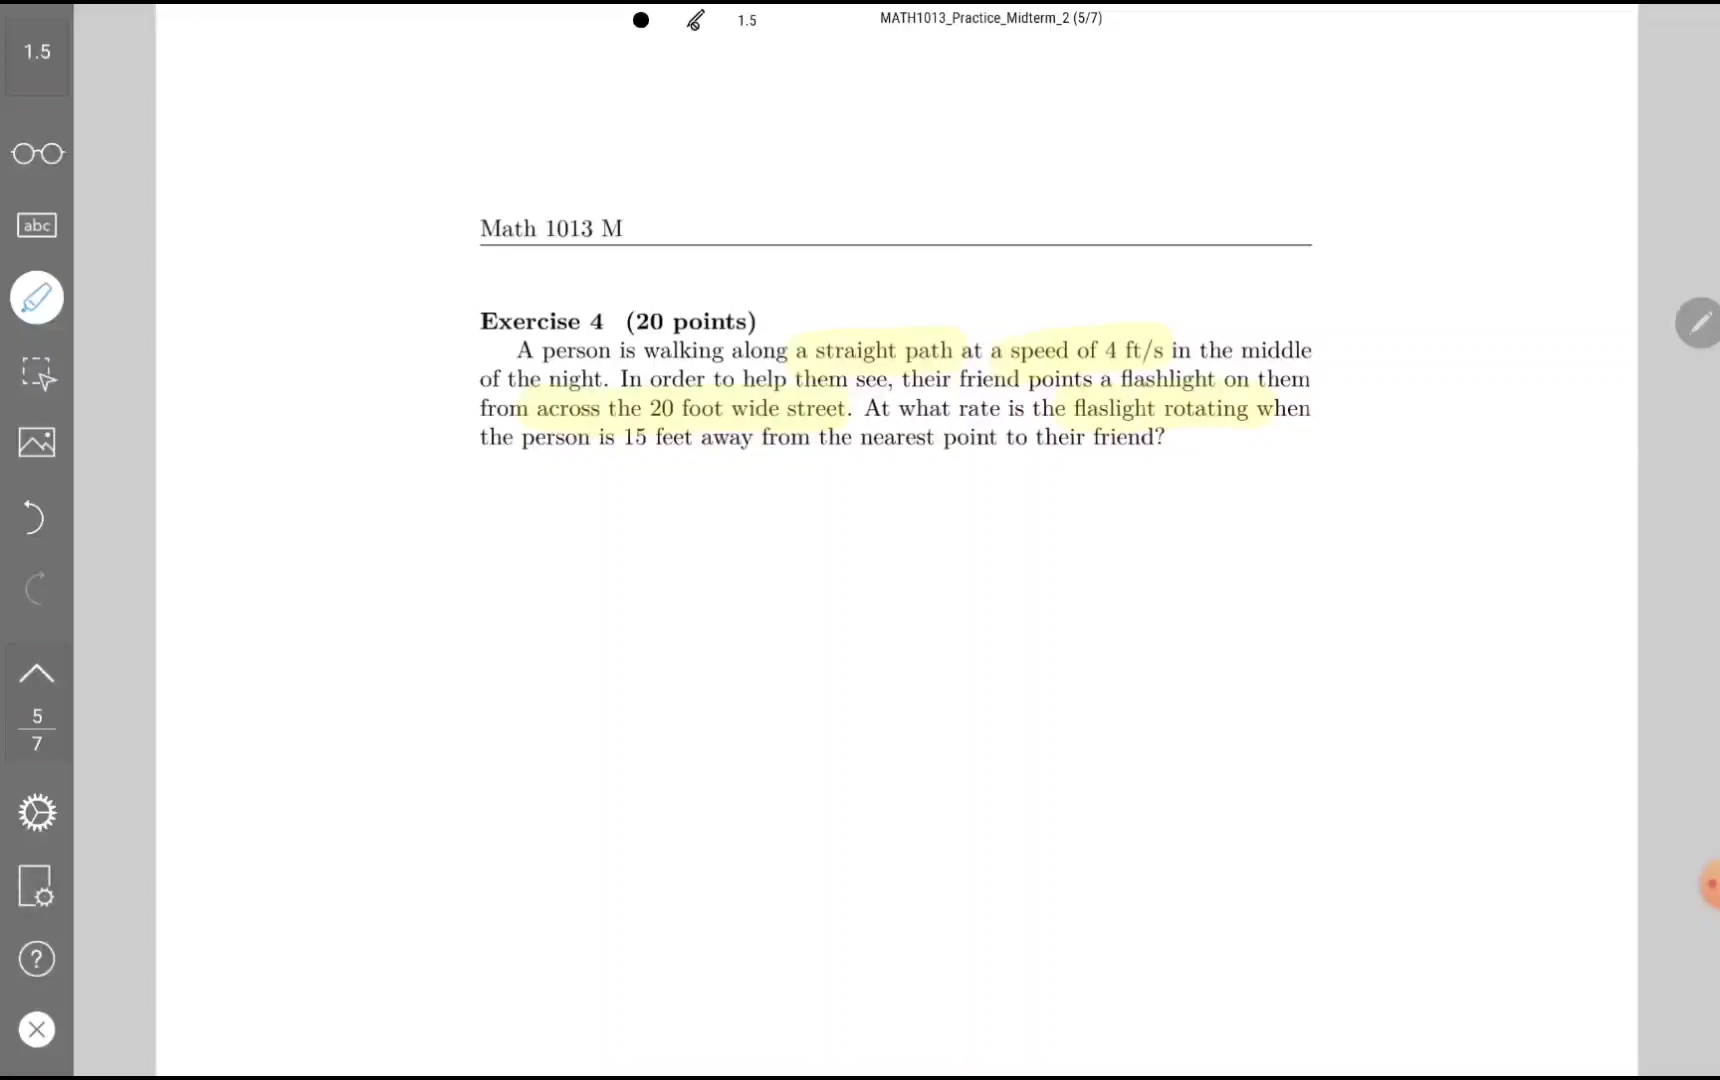 1.5
MATH1013_Practice_Midterm_2 (5/7)
1.5
abc
Math 1013 M
Exercise 4 (20 points)
A person is walking along a straight path at a speed of 4 ft/s in the middle
of the night. In order to help them see, their friend points a flashlight on them
from across the 20 foot wide street. At what rate is the flaslight rotating when
the person is 15 feet away from the nearest point to their friend?
5
7
?